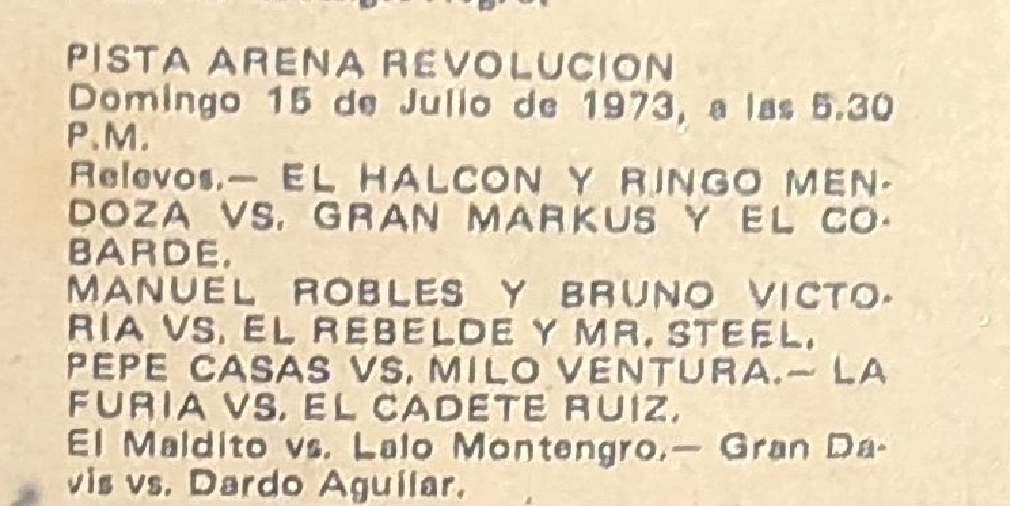 PISTA ARENA REVOLUCION
Domingo 15 de Julio de 1973, a las 5.30
P.M.
Relevos.— EL HALCON Y RINGO MEN-
DOZA VS. GRAN MARKUS Y EL CO-
BARDE.
MANUEL ROBLES Y BRUNO VICTO-
RIA VS. EL REBELDE Y MR. STEEL.
PEPE CASAS VS. MILO VENTURA.— LA
FURIA VS. EL CADETE RUIZ.
El Maldito vs. Lalo Montengro.— Gran Da-
vis vs. Dardo Aguilar.